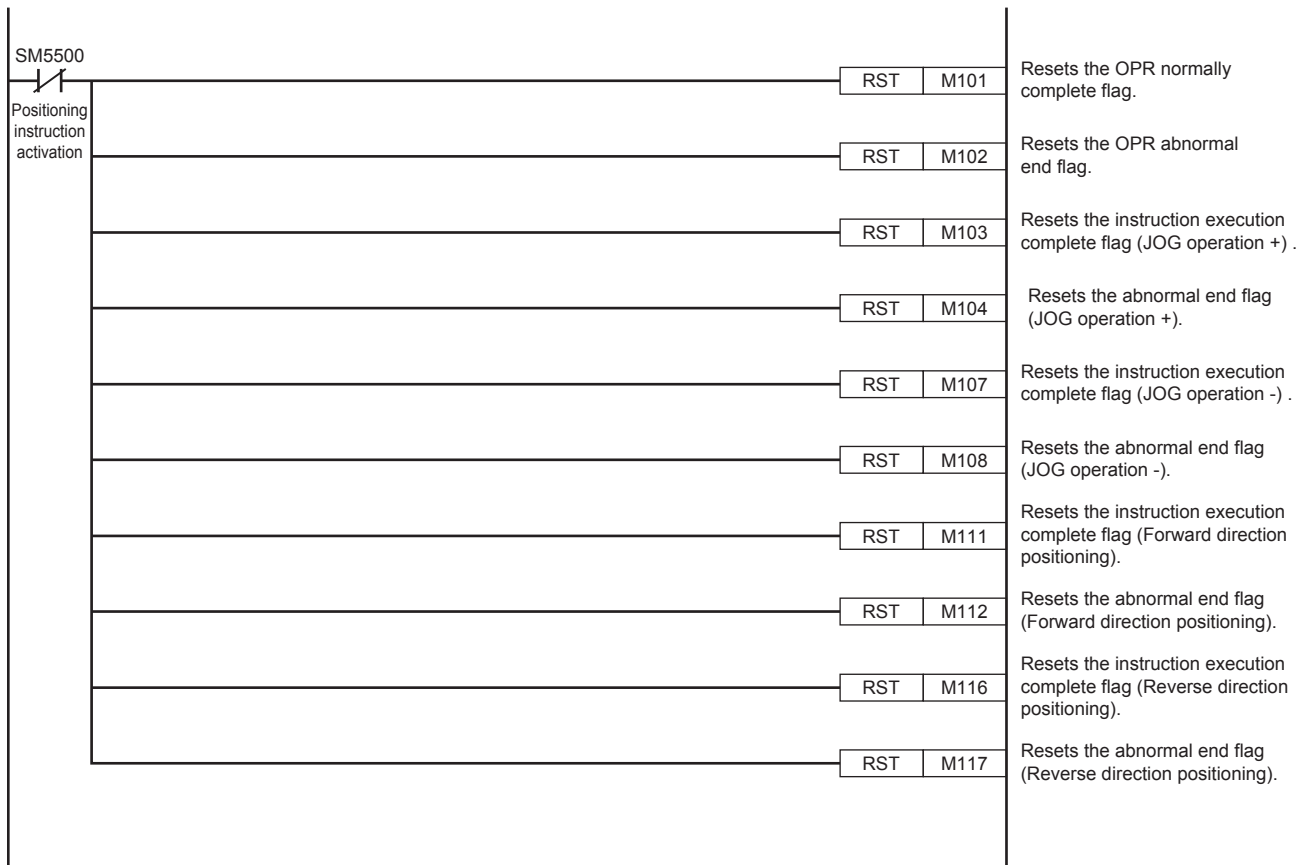 SM5500
Positioning
instruction
activation
RST M101
Resets the OPR normally
complete flag.
RST M102
Resets the OPR abnormal
end flag.
RST M103
Resets the instruction execution
complete flag (JOG operation +) .
RST M104
Resets the abnormal end flag
(JOG operation +).
RST M107
Resets the instruction execution
complete flag (JOG operation -) .
RST M108
Resets the abnormal end flag
(JOG operation -).
RST M111
Resets the instruction execution
complete flag (Forward direction
positioning).
RST M112
Resets the abnormal end flag
(Forward direction positioning).
RST M116
Resets the instruction execution
complete flag (Reverse direction
positioning).
RST M117
Resets the abnormal end flag
(Reverse direction positioning).